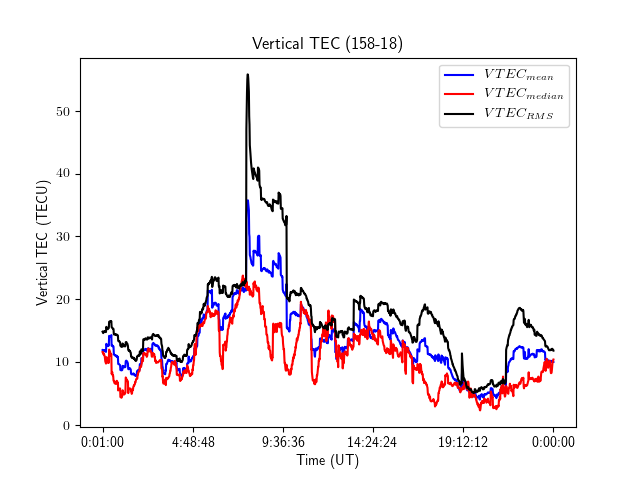 Vertical TEC (158-18)
VTEC_mean
VTEC_median
VTEC_RMS
Vertical TEC (TECU)
50
40
30
20
10
0
0:01:00 4:48:48 9:36:36 14:24:24 19:12:12 0:00:00
Time (UT)